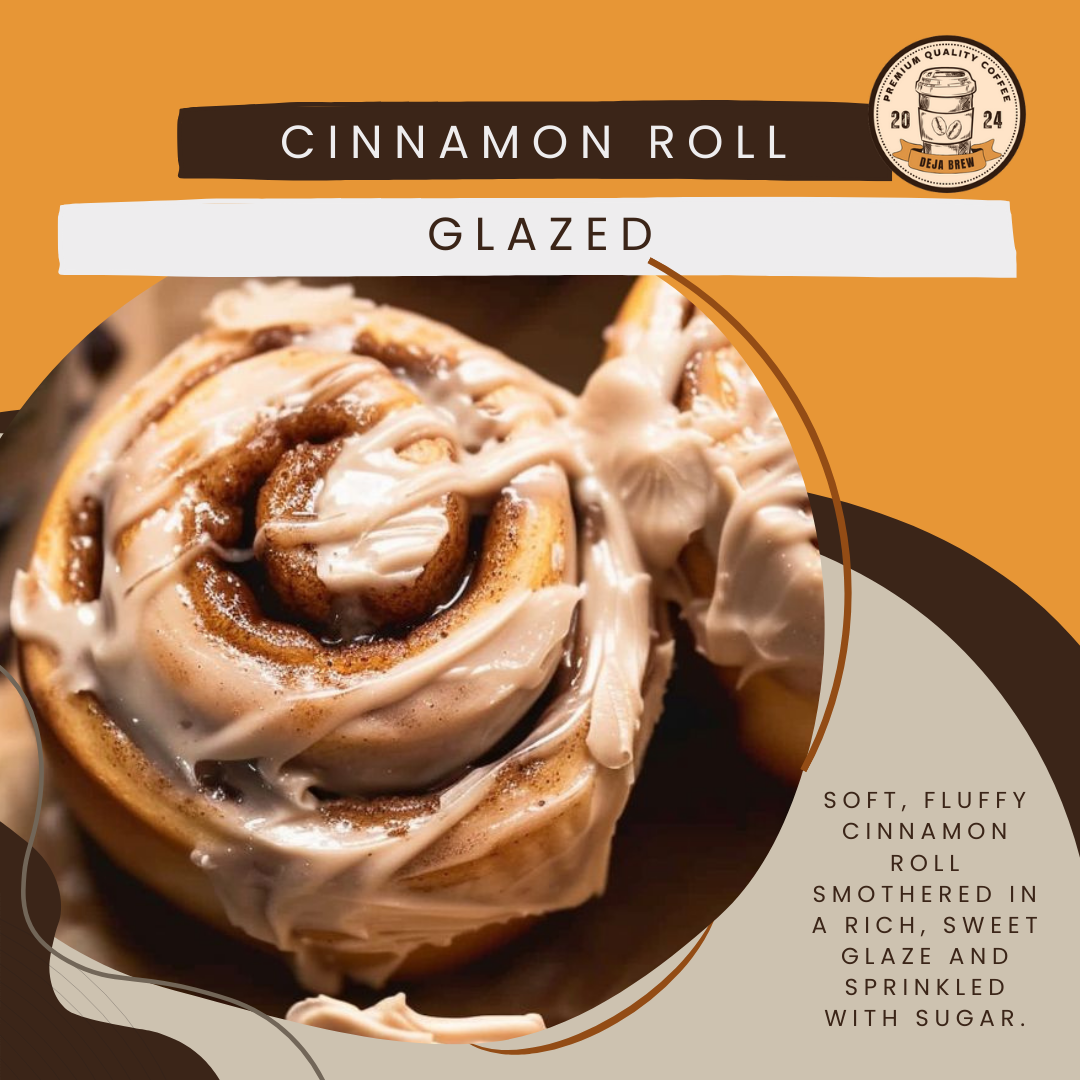 CINNAMON ROLL
PREMIUM QUALITY COFFEE
20 24
DEJA BREW
GLAZED
SOFT, FLUFFY
CINNAMON
ROLL
SMOTHERED IN
A RICH, SWEET
GLAZE AND
SPRINKLED
WITH SUGAR.